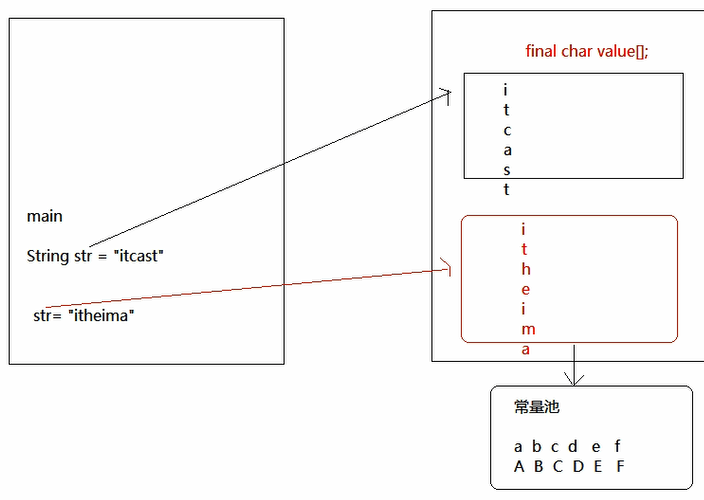 main
String str = "itcast"
str= "itheima"
final char value[];
i
t
c
a
s
t
i
t
h
e
i
m
a
常量池
a b c d e f
A B C D E F